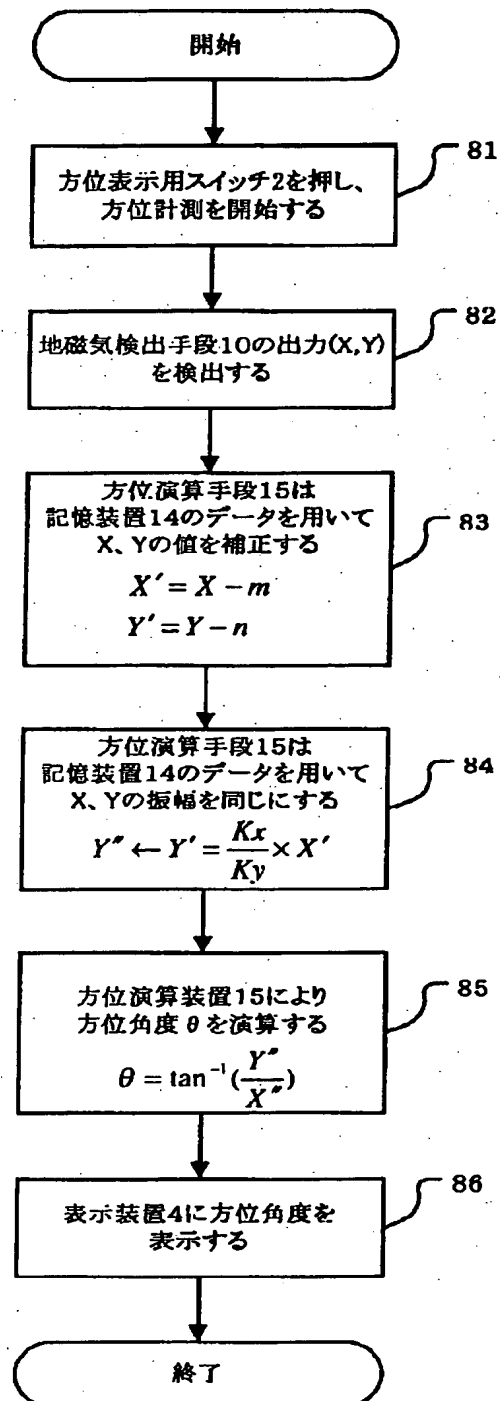 開始
方位表示用スイッチ2を押し、
方位計測を開始する
81
地磁気検出手段10の出力(X,Y)
を検出する
82
方位演算手段15は
記憶装置14のデータを用いて
X、Yの値を補正する
X′ = X − m
Y′ = Y − n
83
方位演算手段15は
記憶装置14のデータを用いて
X、Yの振幅を同じにする
Y″ ← Y′ = Kx/Ky × X′
84
方位演算装置15により
方位角度θを演算する
θ = tan⁻¹(Y″/X″)
85
表示装置4に方位角度を
表示する
86
終了